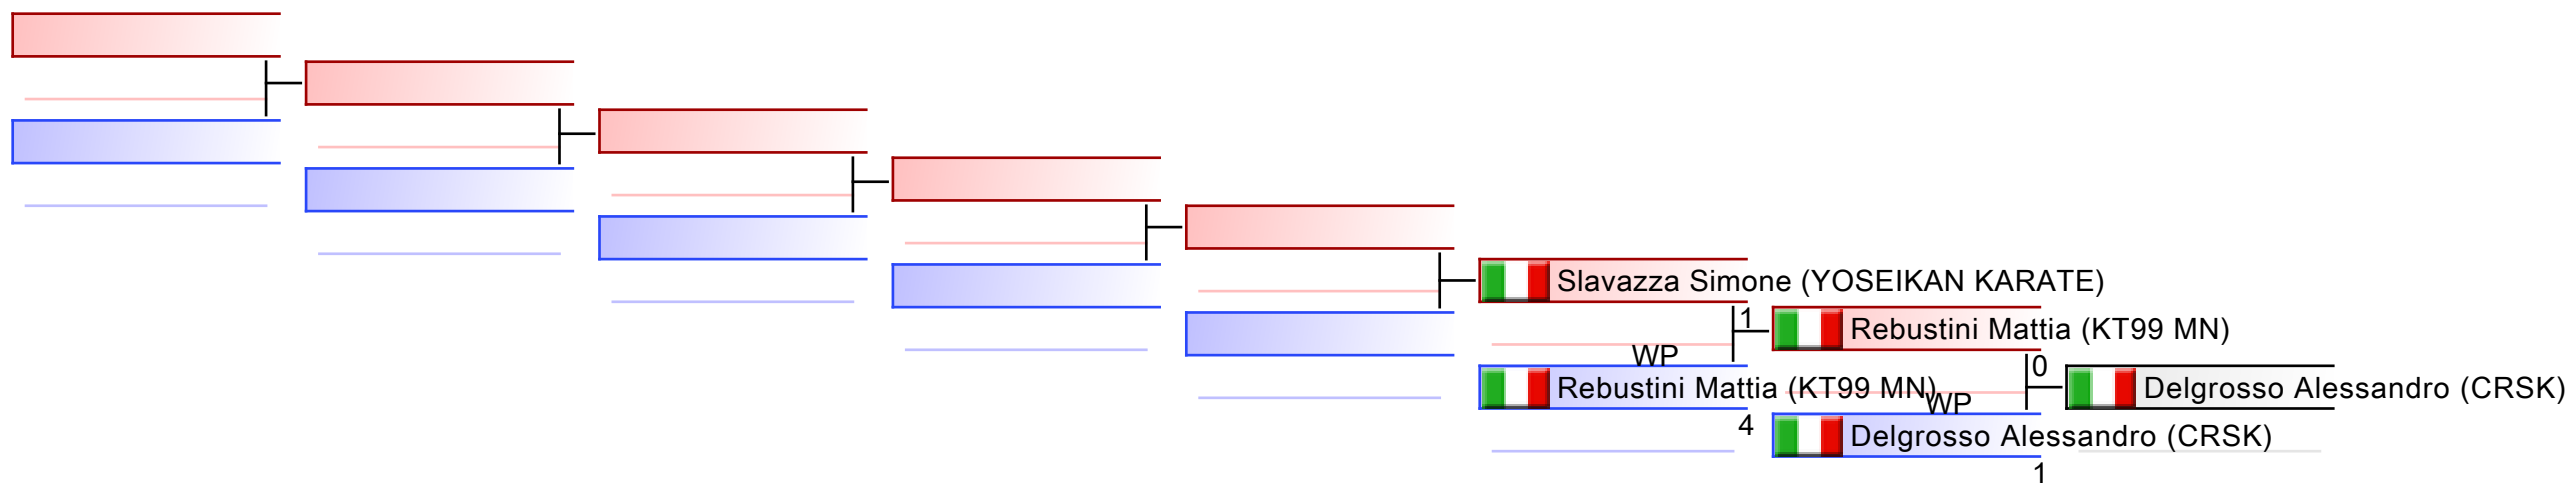 Slavazza Simone (YOSEIKAN KARATE)
1
Rebustini Mattia (KT99 MN)
WP
0
Rebustini Mattia (KT99 MN)
WP
Delgrosso Alessandro (CRSK)
4
Delgrosso Alessandro (CRSK)
1